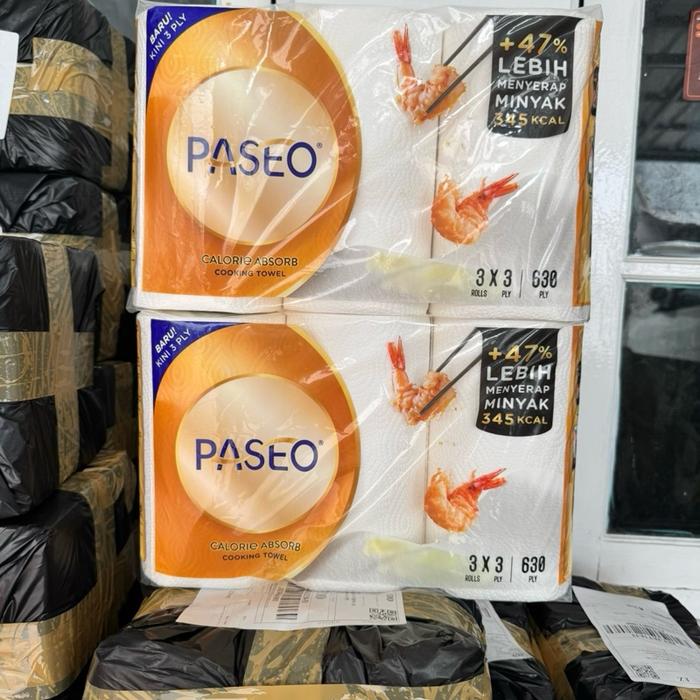 BARU!
KINI 3 PLY
PASEO®
CALORIE ABSORB
COOKING TOWEL
+47%
LEBIH
MENYERAP
MINYAK
345 KCAL
3 X 3 | 630
ROLLS PLY PLY
BARU!
KINI 3 PLY
PASEO®
CALORIE ABSORB
COOKING TOWEL
+47%
LEBIH
MENYERAP
MINYAK
345 KCAL
3 X 3 | 630
ROLLS PLY PLY